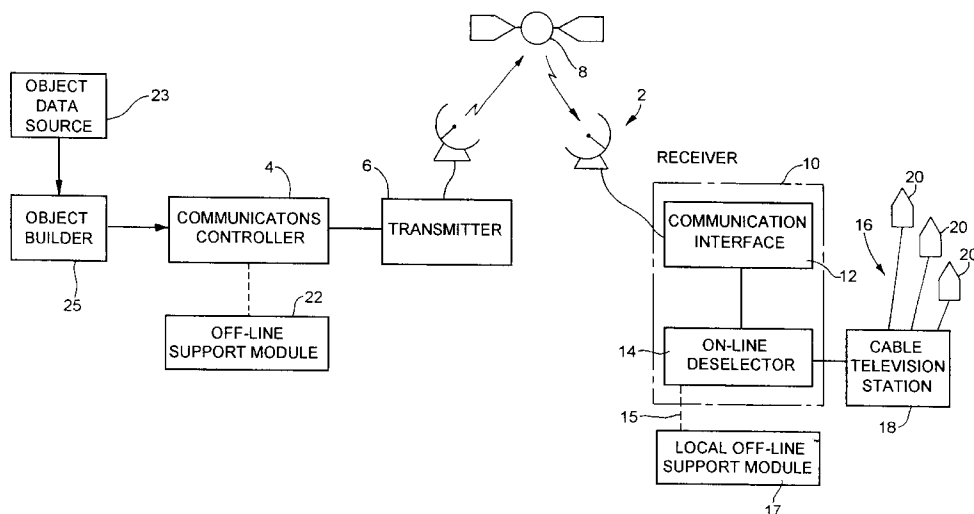 8
2
OBJECT
DATA
SOURCE
23
OBJECT
BUILDER
25
4
COMMUNICATONS
CONTROLLER
22
OFF-LINE
SUPPORT MODULE
6
TRANSMITTER
RECEIVER
10
COMMUNICATION
INTERFACE
12
14
ON-LINE
DESELECTOR
15
LOCAL OFF-LINE
SUPPORT MODULE
17
16
20
20
20
CABLE
TELEVISION
STATION
18